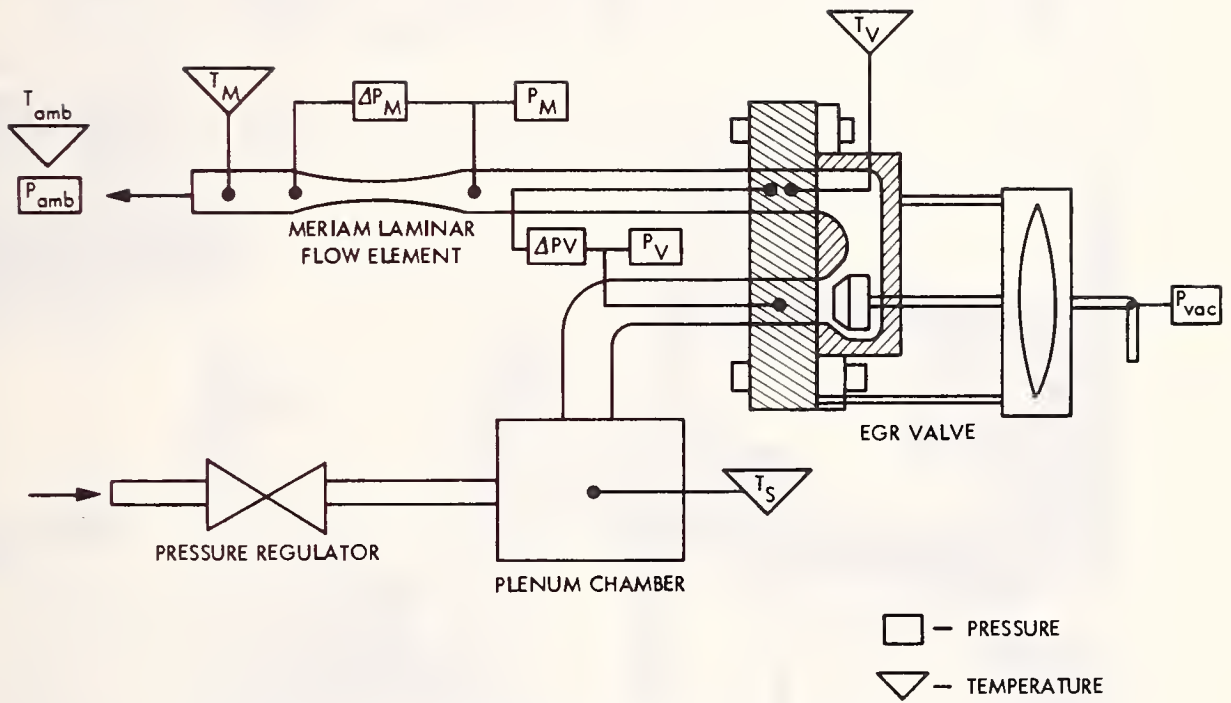 T_V
T_M
ΔP_M
P_M
T_amb
P_amb
MERIAM LAMINAR
FLOW ELEMENT
ΔPV
P_V
P_vac
EGR VALVE
T_S
PRESSURE REGULATOR
PLENUM CHAMBER
— PRESSURE
— TEMPERATURE